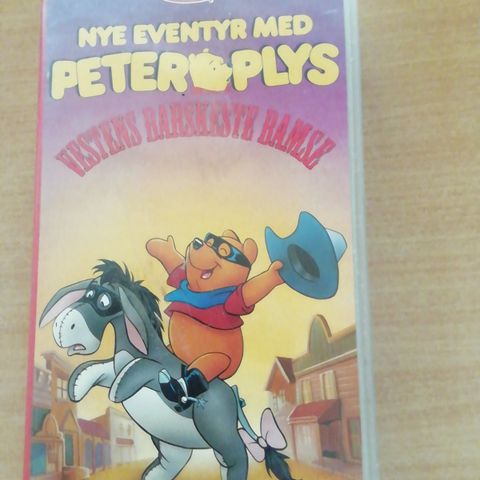 NYE EVENTYR MED
PETER PLYS
VESTENS BARSKESTE BAMSE